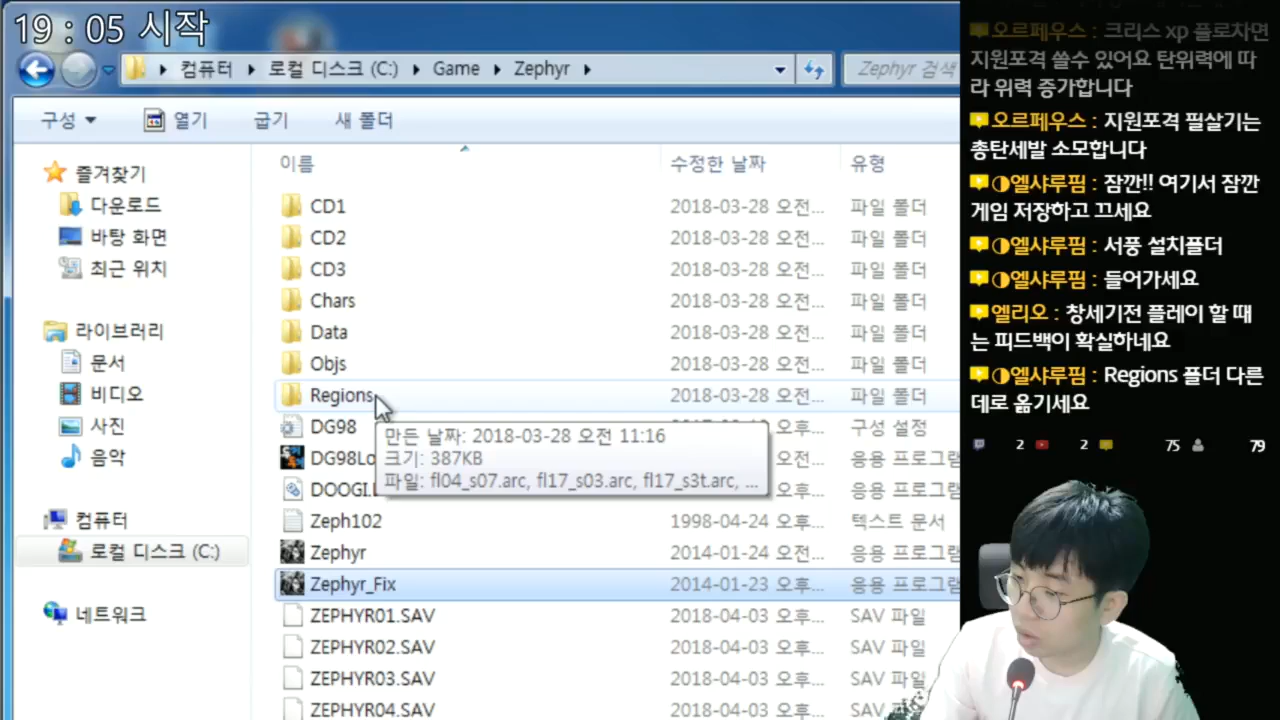 19 : 05 시작
컴퓨터 로컬 디스크 (C:) Game Zephyr
Zephyr 검색
구성 열기 굽기 새 폴더
이름 수정한 날짜 유형
즐겨찾기
다운로드
바탕 화면
최근 위치
라이브러리
문서
비디오
사진
음악
컴퓨터
로컬 디스크 (C:)
네트워크
CD1 2018-03-28 오전... 파일 폴더
CD2 2018-03-28 오전... 파일 폴더
CD3 2018-03-28 오전... 파일 폴더
Chars 2018-03-28 오전... 파일 폴더
Data 2018-03-28 오전... 파일 폴더
Objs 2018-03-28 오전... 파일 폴더
Regions 2018-03-28 오전... 파일 폴더
DG98 오후... 구성 설정
DG98Lo 오전... 응용 프로그램
DOOGI 오후... 응용 프로그램
만든 날짜: 2018-03-28 오전 11:16
크기: 387KB
파일: fl04_s07.arc, fl17_s03.arc, fl17_s3t.arc, ...
Zeph102 1998-04-24 오후... 텍스트 문서
Zephyr 2014-01-24 오전... 응용 프로그램
Zephyr_Fix 2014-01-23 오후... 응용 프로그램
ZEPHYR01.SAV 2018-04-03 오후... SAV 파일
ZEPHYR02.SAV 2018-04-03 오후... SAV 파일
ZEPHYR03.SAV 2018-04-03 오후... SAV 파일
ZEPHYR04.SAV 2018-04-03 오후... SAV 파일
오르페우스 : 크리스 xp 플로차면
지원포격 쓸수 있어요 탄위력에 따
라 위력 증가합니다
오르페우스 : 지원포격 필살기는
총탄세발 소모합니다
엘샤루핌 : 잠깐!! 여기서 잠깐
게임 저장하고 끄세요
엘샤루핌 : 서풍 설치폴더
엘샤루핌 : 들어가세요
엘리오 : 창세기전 플레이 할 때
는 피드백이 확실하네요
엘샤루핌 : Regions 폴더 다른
데로 옮기세요
2 2 75 79